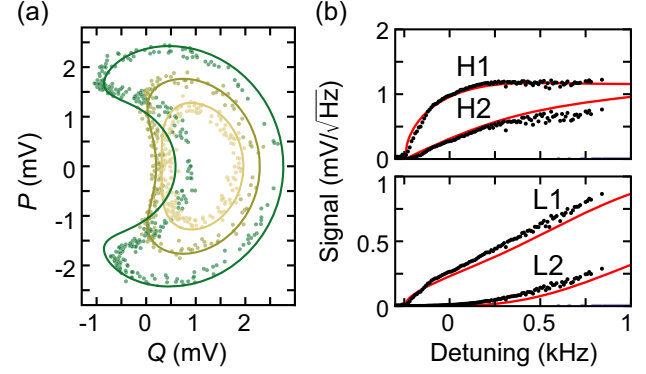 (a)
2
1
0
-1
-2
P (mV)
-1 0 1 2
Q (mV)
(b)
H1
H2
1
0
L1
L2
1
0.5
0
Signal (mV/√Hz)
0 0.5 1
Detuning (kHz)